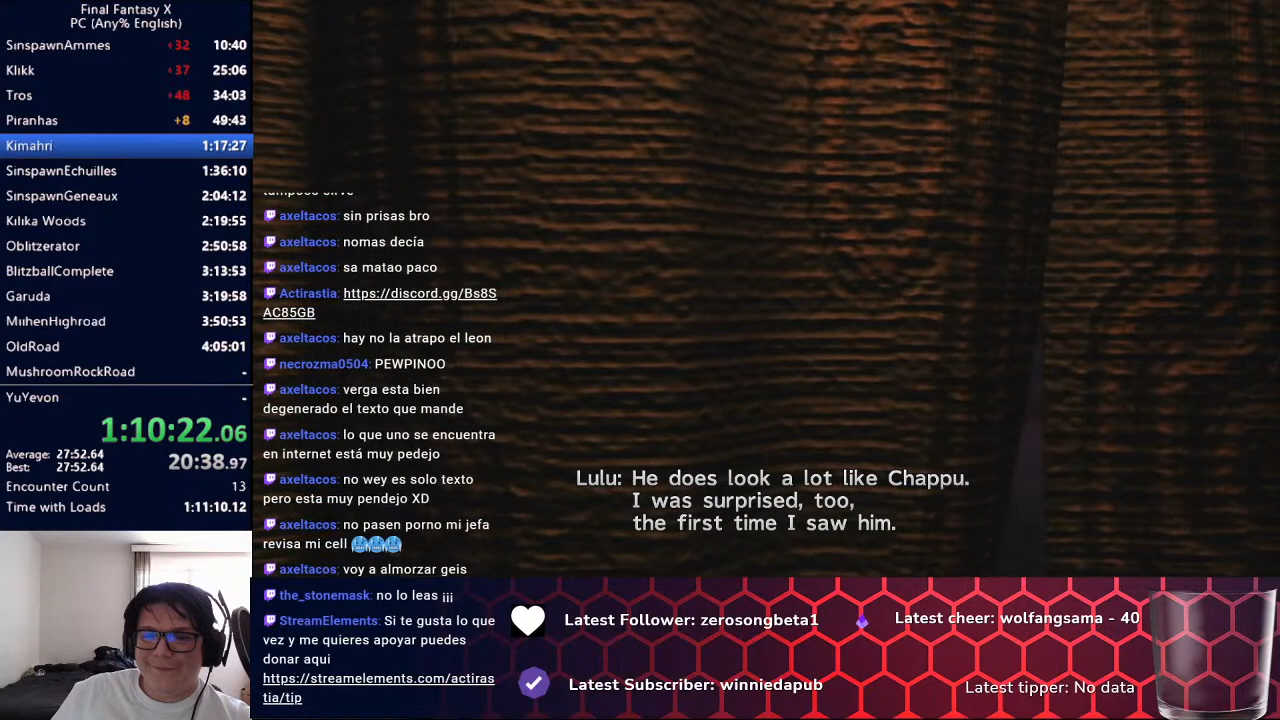 Final Fantasy X
PC (Any% English)
SinspawnAmmes +32 10:40
Klikk +37 25:06
Tros +48 34:03
Piranhas +8 49:43
Kimahri 1:17:27
SinspawnEchuilles 1:36:10
SinspawnGeneaux 2:04:12
Kilika Woods 2:19:55
Oblitzerator 2:50:58
BlitzballComplete 3:13:53
Garuda 3:19:58
MiihenHighroad 3:50:53
OldRoad 4:05:01
MushroomRockRoad -
YuYevon -
1:10:22.06
Average: 27:52.64
Best: 27:52.64
20:38.97
Encounter Count 13
Time with Loads 1:11:10.12
axeltacos: sin prisas bro
axeltacos: nomas decía
axeltacos: sa matao paco
Actirastia: https://discord.gg/Bs8S
AC85GB
axeltacos: hay no la atrapo el leon
necrozma0504: PEWPINOO
axeltacos: verga esta bien
degenerado el texto que mande
axeltacos: lo que uno se encuentra
en internet está muy pedejo
axeltacos: no wey es solo texto
pero esta muy pendejo XD
axeltacos: no pasen porno mi jefa
revisa mi cell 🥶🥶🥶
axeltacos: voy a almorzar geis
the_stonemask: no lo leas ¡¡¡
StreamElements: Si te gusta lo que
vez y me quieres apoyar puedes
donar aqui
https://streamelements.com/actiras
tia/tip
Lulu: He does look a lot like Chappu.
I was surprised, too,
the first time I saw him.
Latest Follower: zerosongbeta1
Latest cheer: wolfangsama - 40
Latest Subscriber: winniedapub
Latest tipper: No data